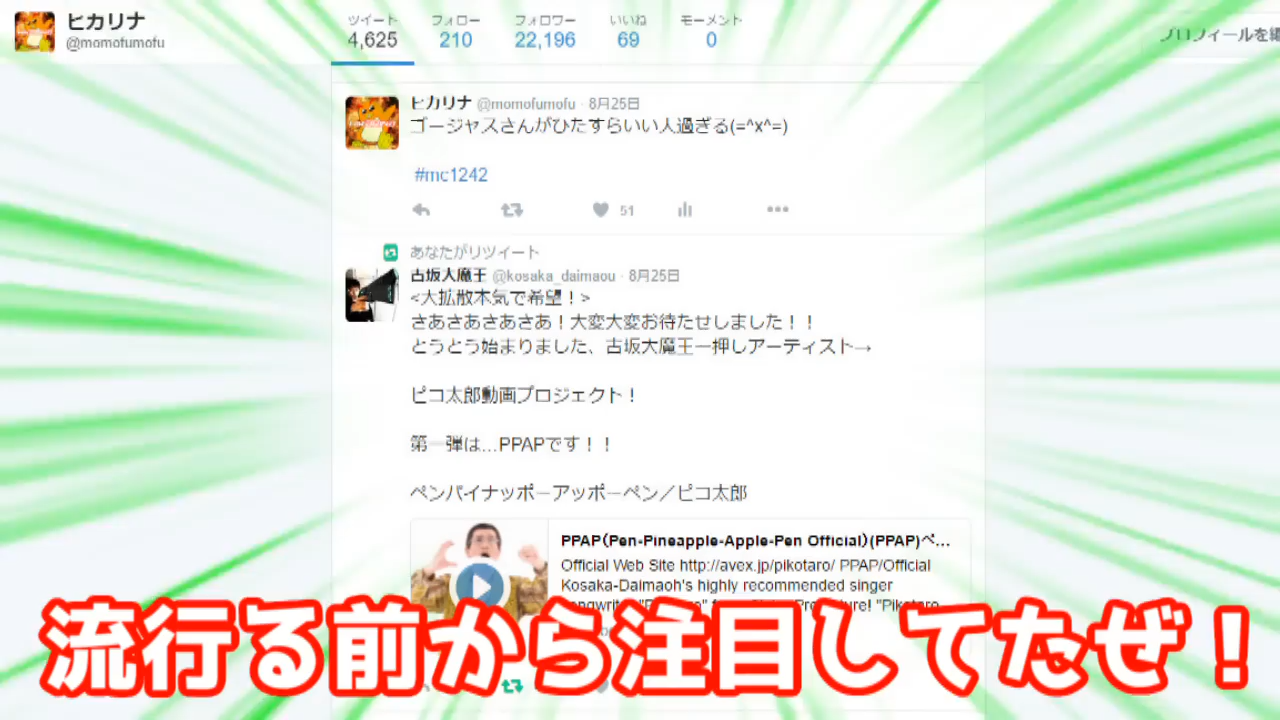 ヒカリナ
@momofumofu
ツイート フォロー フォロワー いいね モーメント
4,625 210 22,196 69 0
プロフィールを編
ヒカリナ @momofumofu · 8月25日
ゴージャスさんがひたすらいい人過ぎる(=^x^=)
#mc1242
51
あなたがリツイート
古坂大魔王 @kosaka_daimaou · 8月25日
<大拡散本気で希望！>
さあさあさあさあ！大変大変お待たせしました！！
とうとう始まりました、古坂大魔王一押しアーティスト→
ピコ太郎動画プロジェクト！
第一弾は...PPAPです！！
ペンパイナッポーアッポーペン／ピコ太郎
PPAP(Pen-Pineapple-Apple-Pen Official)(PPAP)ペ...
Official Web Site http://avex.jp/pikotaro/ PPAP/Official
Kosaka-Daimaoh's highly recommended singer
流行る前から注目してたぜ！